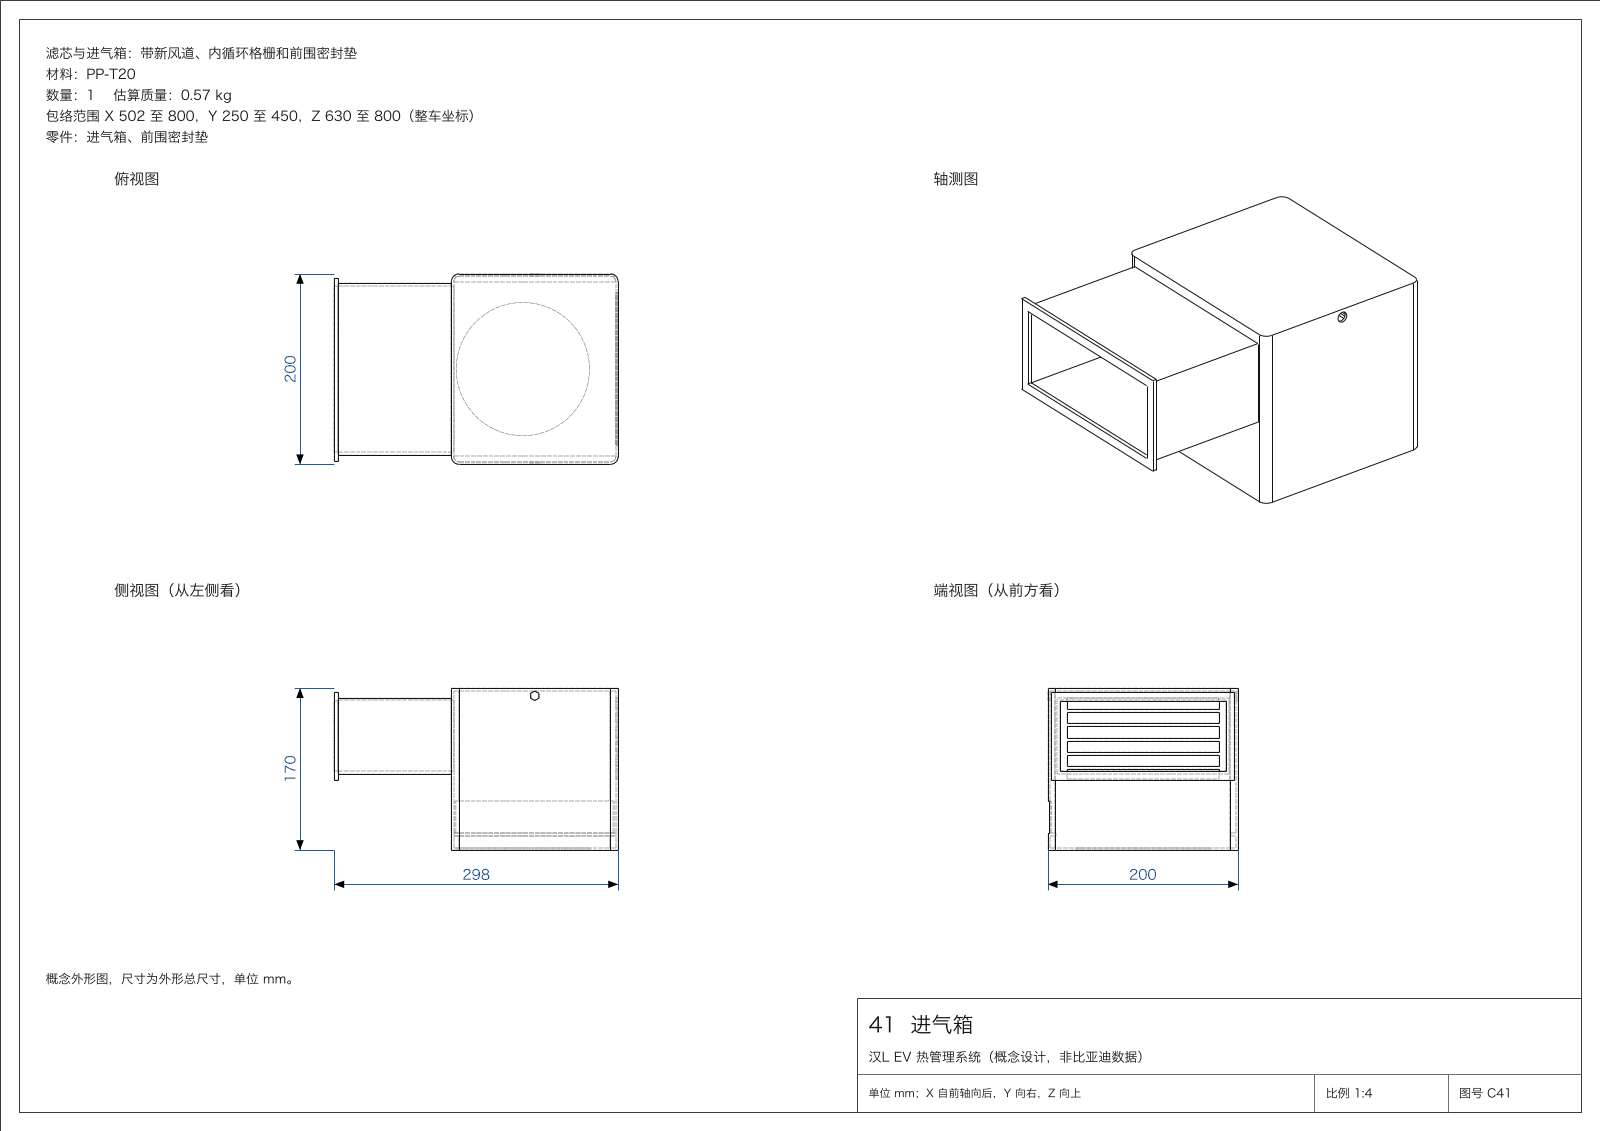 滤芯与进气箱：带新风道、内循环格栅和前围密封垫
材料：PP-T20
数量：1 估算质量：0.57 kg
包络范围 X 502 至 800，Y 250 至 450，Z 630 至 800（整车坐标）
零件：进气箱、前围密封垫
俯视图
轴测图
200
侧视图（从左侧看）
端视图（从前方看）
170
298
200
概念外形图，尺寸为外形总尺寸，单位 mm。
41 进气箱
汉L EV 热管理系统（概念设计，非比亚迪数据）
单位 mm；X 自前轴向后，Y 向右，Z 向上
比例 1:4
图号 C41